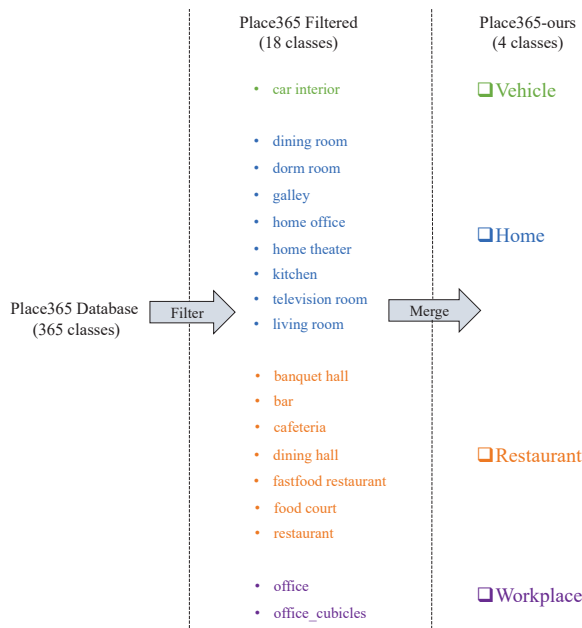 Place365 Filtered
(18 classes)
Place365-ours
(4 classes)
• car interior
❑Vehicle
• dining room
• dorm room
• galley
• home office
• home theater
• kitchen
• television room
• living room
❑Home
Place365 Database
(365 classes)
Filter
Merge
• banquet hall
• bar
• cafeteria
• dining hall
• fastfood restaurant
• food court
• restaurant
❑Restaurant
• office
• office_cubicles
❑Workplace